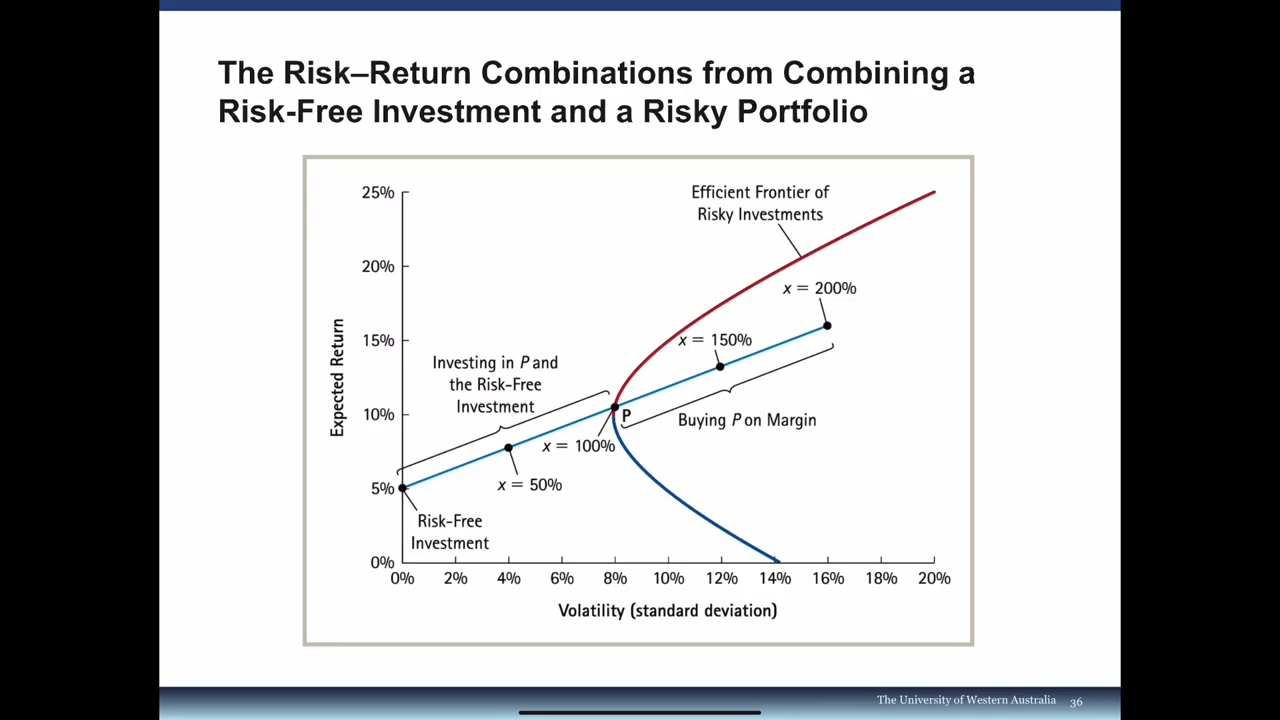 The Risk–Return Combinations from Combining a
Risk-Free Investment and a Risky Portfolio
25%
20%
15%
10%
5%
0%
Expected Return
Efficient Frontier of
Risky Investments
x = 200%
x = 150%
Investing in P and
the Risk-Free
Investment
P
Buying P on Margin
x = 100%
x = 50%
Risk-Free
Investment
0% 2% 4% 6% 8% 10% 12% 14% 16% 18% 20%
Volatility (standard deviation)
The University of Western Australia 36